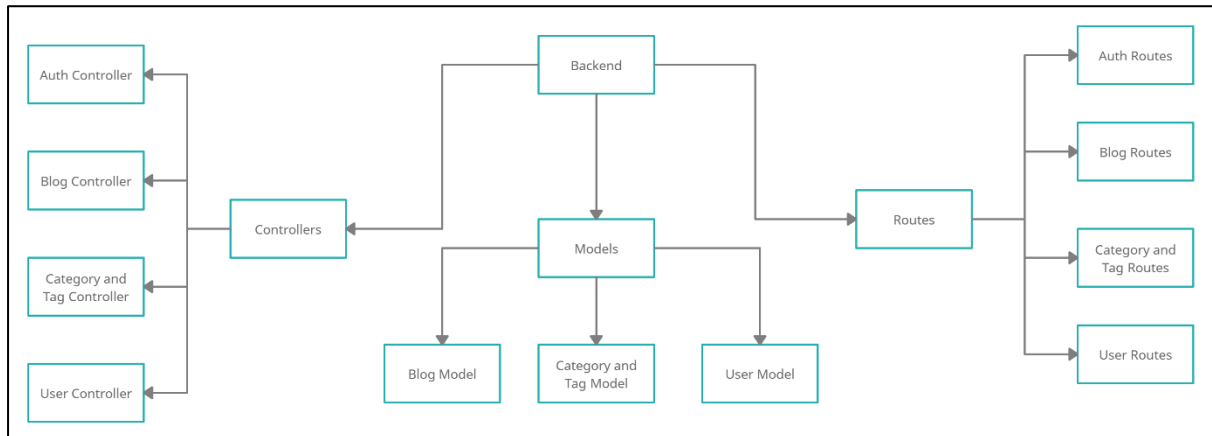 Backend
Auth Controller
Blog Controller
Controllers
Category and
Tag Controller
User Controller
Models
Blog Model
Category and
Tag Model
User Model
Routes
Auth Routes
Blog Routes
Category and
Tag Routes
User Routes